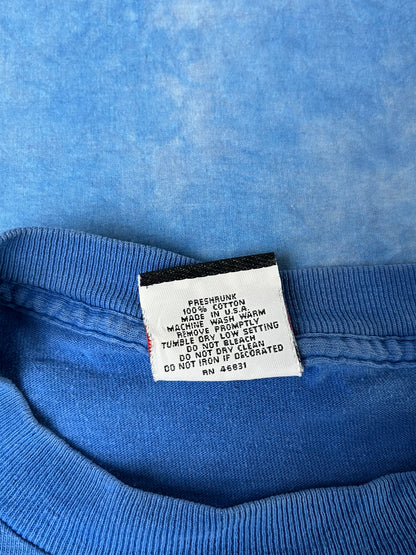 PRESHRUNK
100% COTTON
MADE IN U.S.A.
MACHINE WASH WARM
REMOVE PROMPTLY
TUMBLE DRY LOW SETTING
DO NOT BLEACH
DO NOT DRY CLEAN
DO NOT IRON IF DECORATED
RN 46831